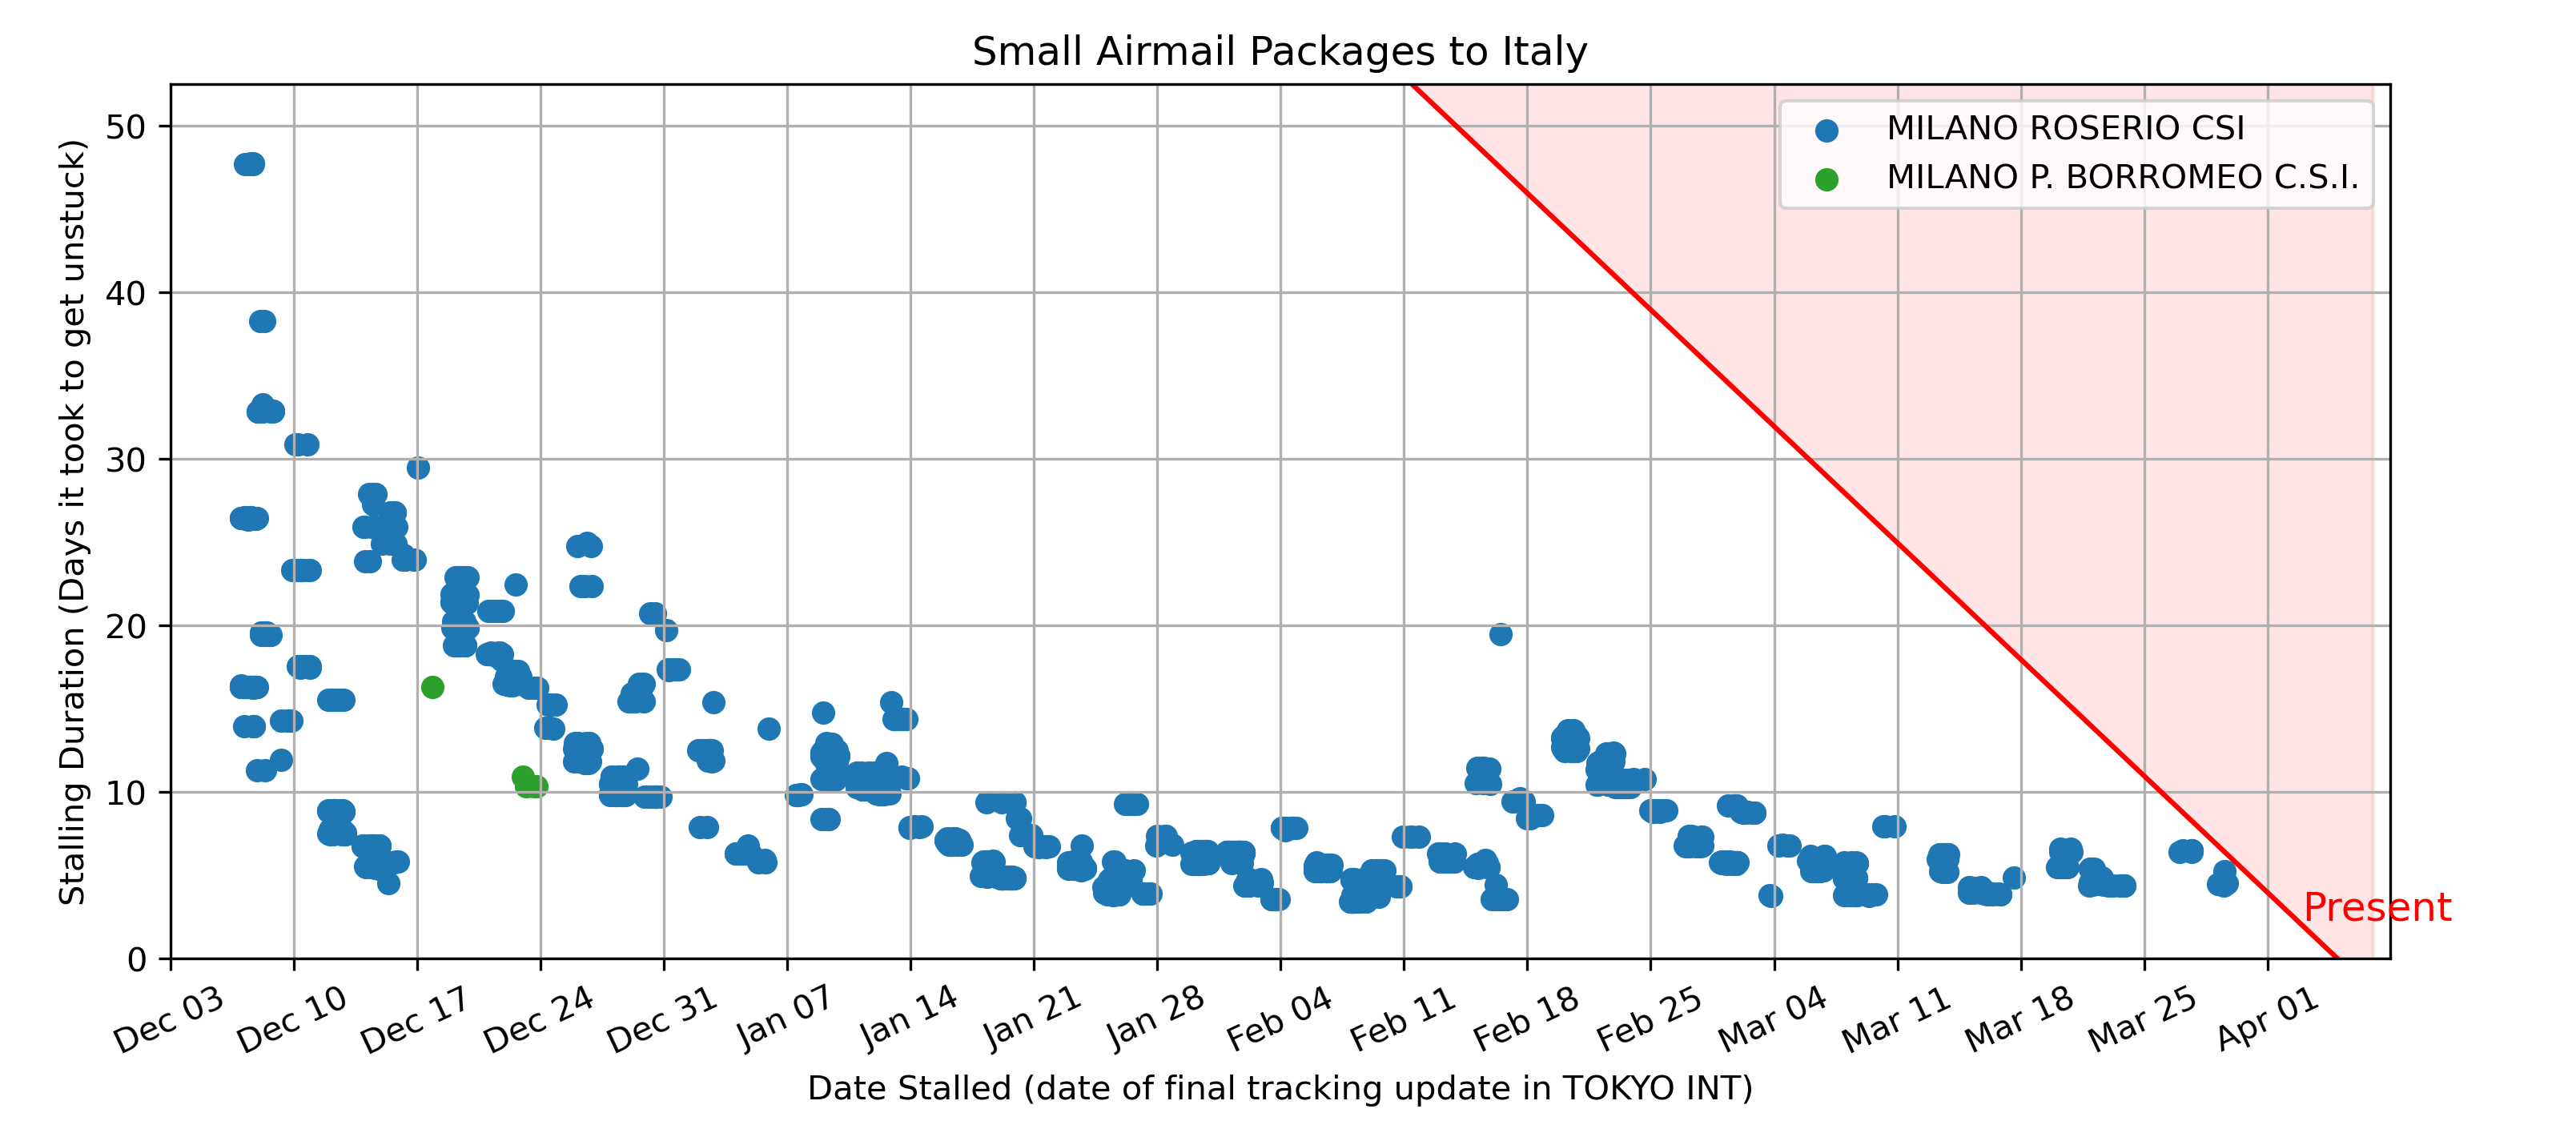 Small Airmail Packages to Italy
Stalling Duration (Days it took to get unstuck)
50
40
30
20
10
0
MILANO ROSERIO CSI
MILANO P. BORROMEO C.S.I.
Present
Dec 03
Dec 10
Dec 17
Dec 24
Dec 31
Jan 07
Jan 14
Jan 21
Jan 28
Feb 04
Feb 11
Feb 18
Feb 25
Mar 04
Mar 11
Mar 18
Mar 25
Apr 01
Date Stalled (date of final tracking update in TOKYO INT)